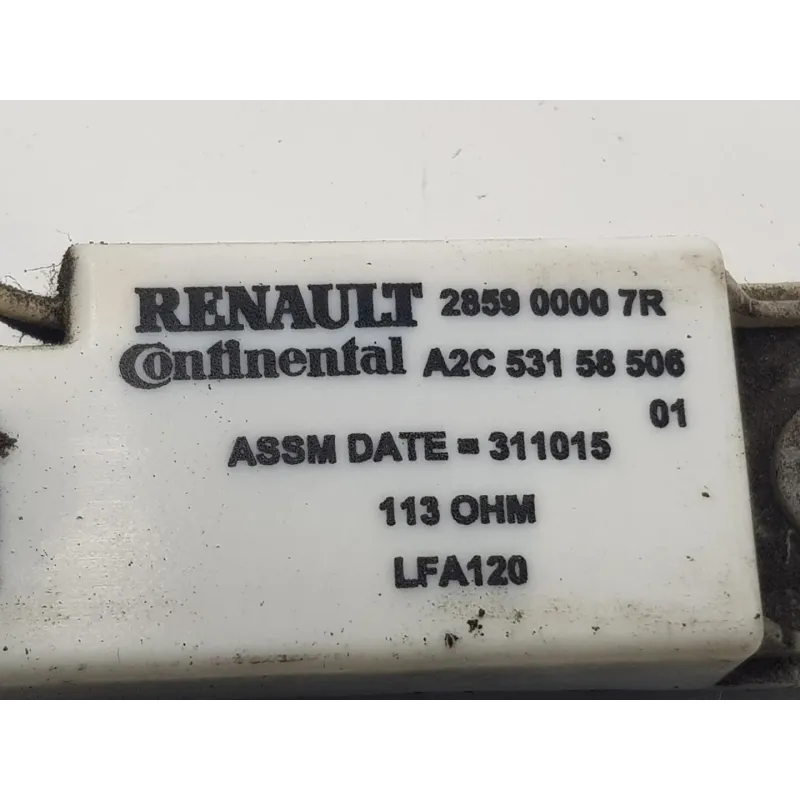 RENAULT 2859 0000 7R
Continental A2C 531 58 506
01
ASSM DATE = 311015
113 OHM
LFA120